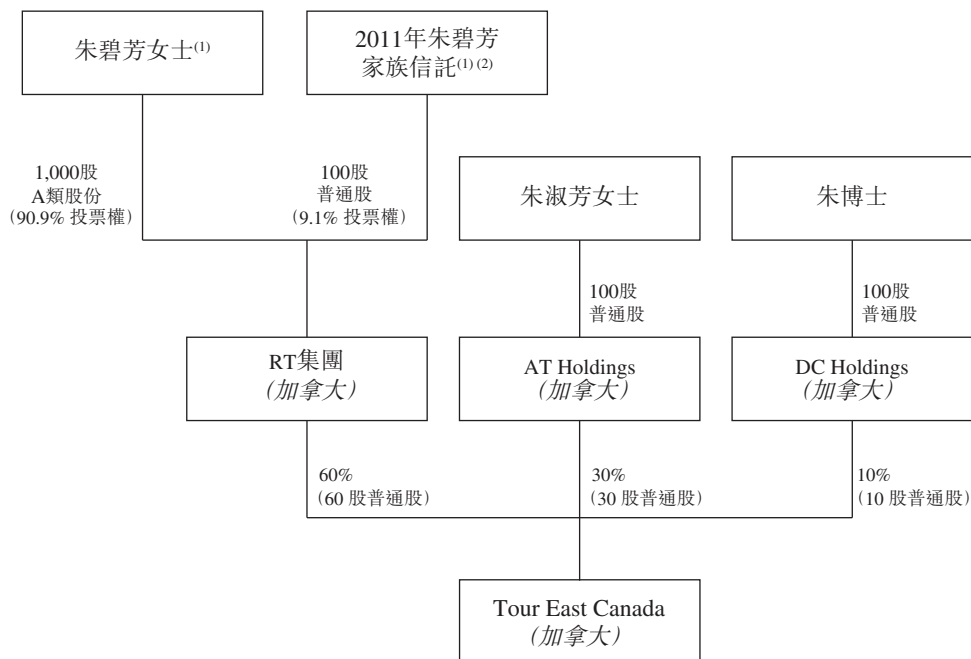 朱碧芳女士(1)
2011年朱碧芳
家族信託(1) (2)
1,000股
A類股份
(90.9% 投票權)
100股
普通股
(9.1% 投票權)
朱淑芳女士
朱博士
100股
普通股
100股
普通股
RT集團
(加拿大)
AT Holdings
(加拿大)
DC Holdings
(加拿大)
60%
(60 股普通股)
30%
(30 股普通股)
10%
(10 股普通股)
Tour East Canada
(加拿大)